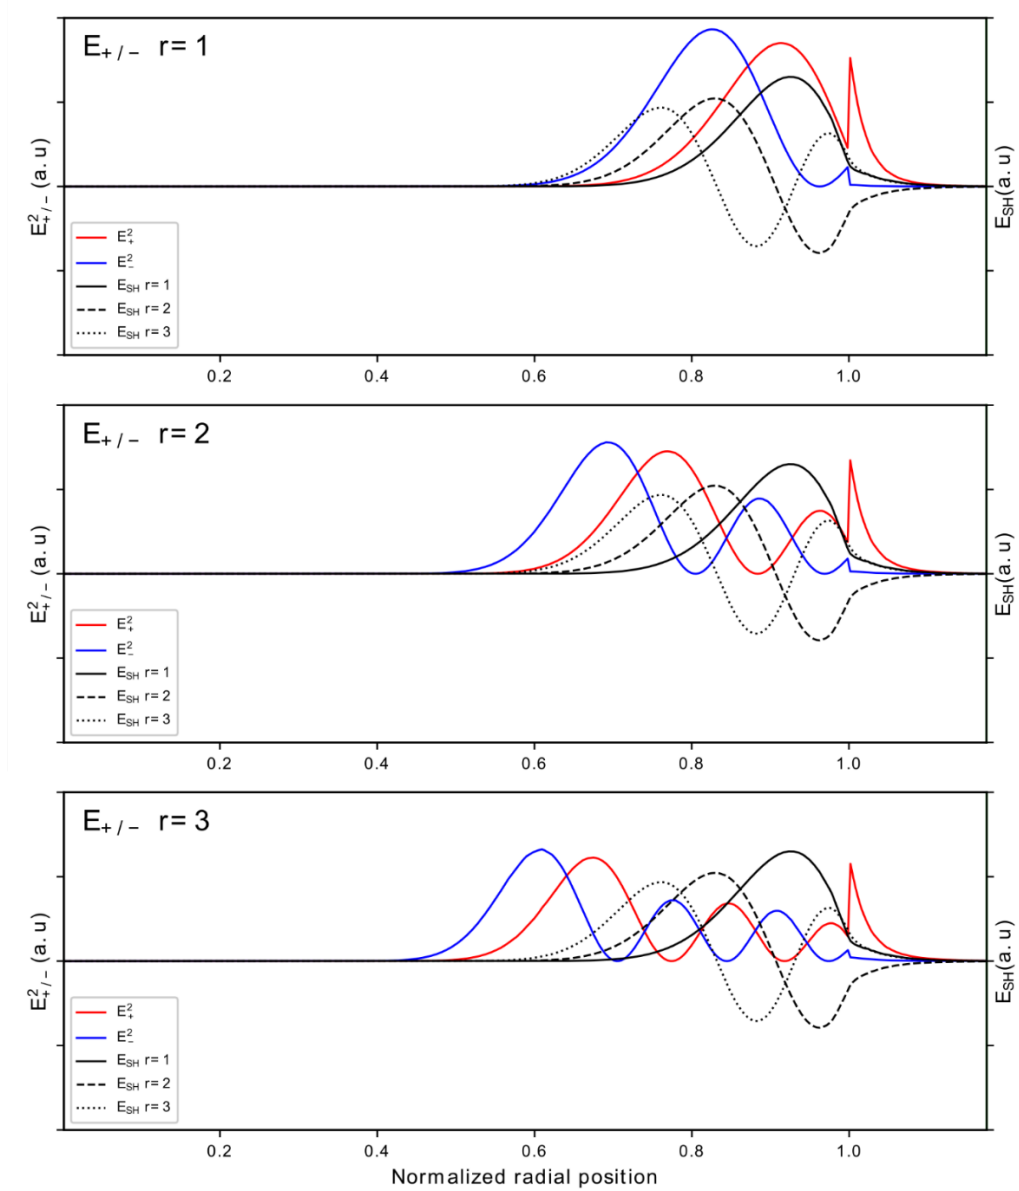 E+/− r= 1
E²+/− (a. u)
ESH(a. u)
E²+
E²−
ESH r= 1
ESH r= 2
ESH r= 3
0.2 0.4 0.6 0.8 1.0
E+/− r= 2
E²+/− (a. u)
ESH(a. u)
E²+
E²−
ESH r= 1
ESH r= 2
ESH r= 3
0.2 0.4 0.6 0.8 1.0
E+/− r= 3
E²+/− (a. u)
ESH(a. u)
E²+
E²−
ESH r= 1
ESH r= 2
ESH r= 3
0.2 0.4 0.6 0.8 1.0
Normalized radial position